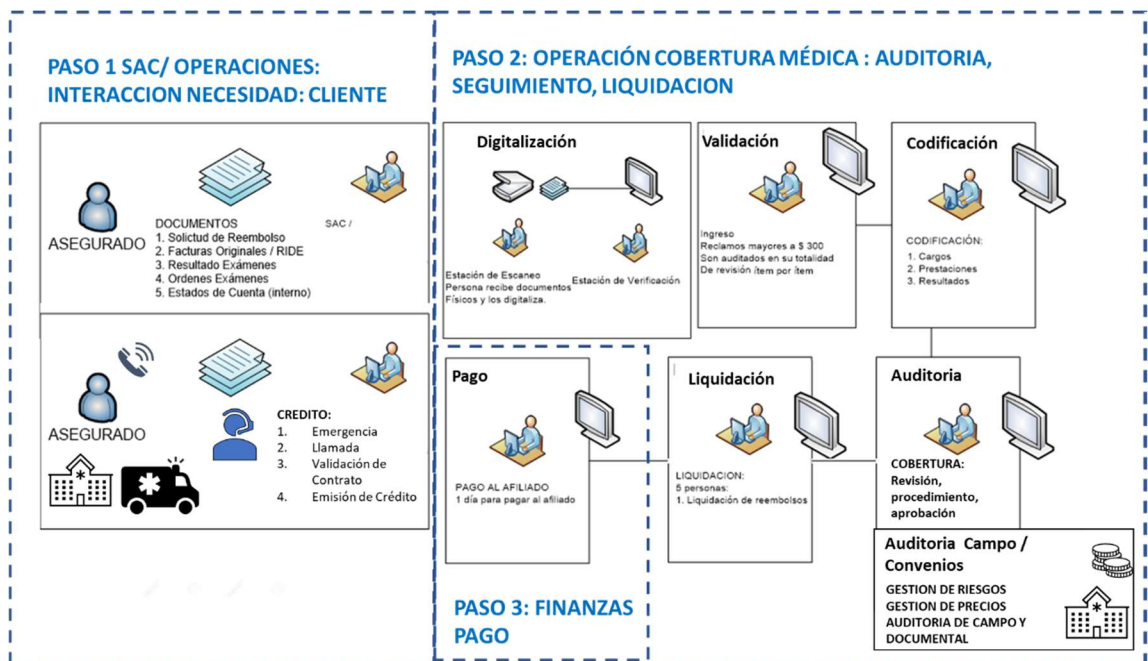 PASO 1 SAC/ OPERACIONES:
INTERACCION NECESIDAD: CLIENTE
ASEGURADO
DOCUMENTOS
1. Solicitud de Reembolso
2. Facturas Originales / RIDE
3. Resultado Exámenes
4. Ordenes Exámenes
5. Estados de Cuenta (interno)
SAC /
ASEGURADO
CREDITO:
1. Emergencia
2. Llamada
3. Validación de
Contrato
4. Emisión de Crédito
PASO 2: OPERACIÓN COBERTURA MÉDICA : AUDITORIA,
SEGUIMIENTO, LIQUIDACION
Digitalización
Estación de Escaneo
Persona recibe documentos
Físicos y los digitaliza.
Estación de Verificación
Validación
Ingreso
Reclamos mayores a $ 300
Son auditados en su totalidad
De revisión ítem por ítem
Codificación
CODIFICACIÓN:
1. Cargos
2. Prestaciones
3. Resultados
Auditoria
COBERTURA:
Revisión,
procedimiento,
aprobación
Auditoria Campo /
Convenios
GESTION DE RIESGOS
GESTION DE PRECIOS
AUDITORIA DE CAMPO Y
DOCUMENTAL
Liquidación
LIQUIDACION:
5 personas:
1. Liquidación de reembolsos
Pago
PAGO AL AFILIADO
1 día para pagar al afiliado
PASO 3: FINANZAS
PAGO